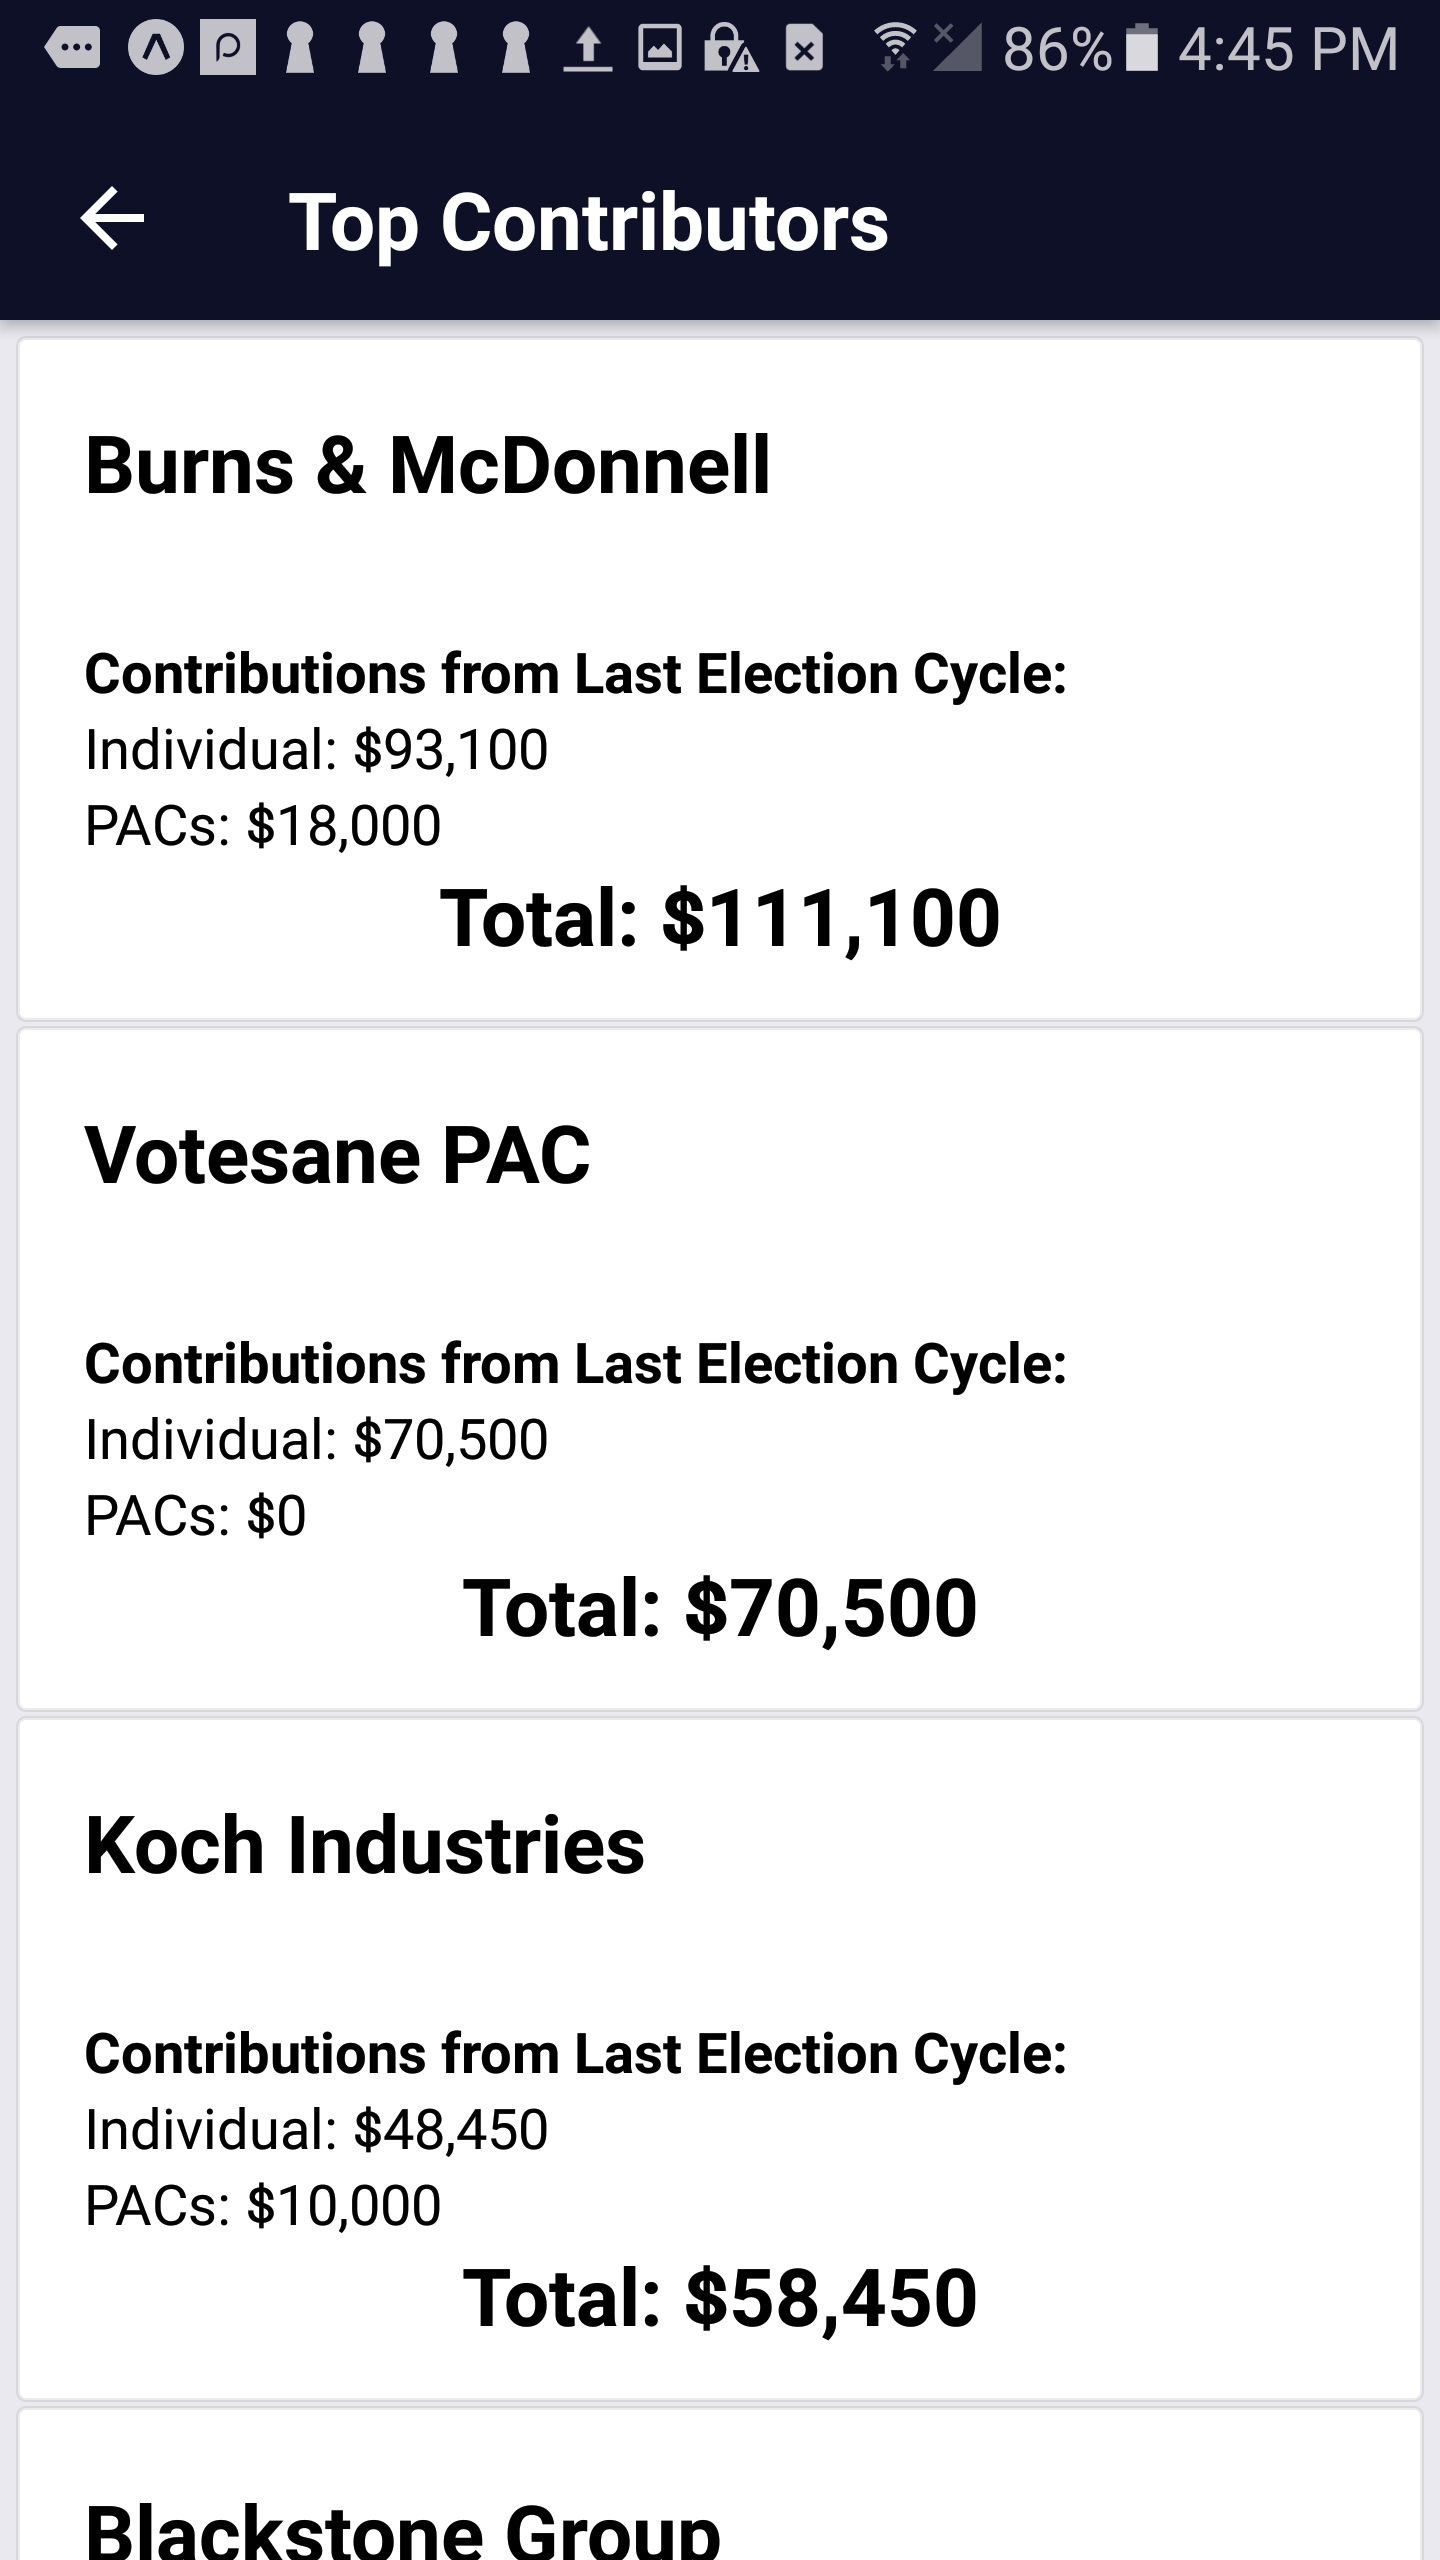 86% 4:45 PM
Top Contributors
Burns & McDonnell
Contributions from Last Election Cycle:
Individual: $93,100
PACs: $18,000
Total: $111,100
Votesane PAC
Contributions from Last Election Cycle:
Individual: $70,500
PACs: $0
Total: $70,500
Koch Industries
Contributions from Last Election Cycle:
Individual: $48,450
PACs: $10,000
Total: $58,450
Blackstone Group